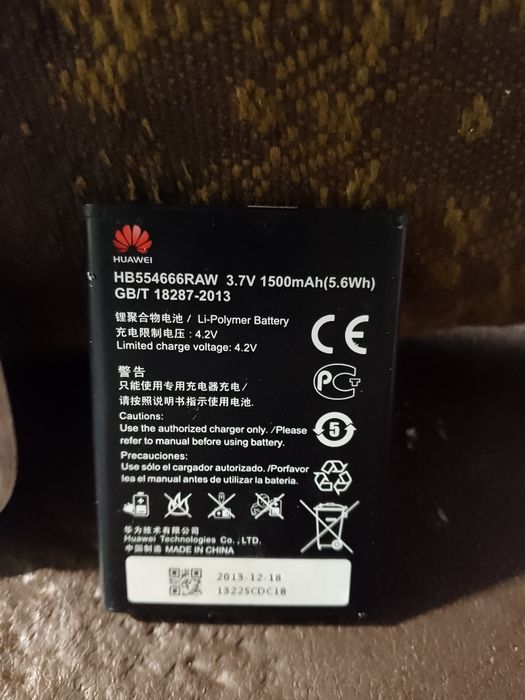 HUAWEI
HB554666RAW 3.7V 1500mAh(5.6Wh)
GB/T 18287-2013
锂聚合物电池/ Li-Polymer Battery
充电限制电压: 4.2V
Limited charge voltage: 4.2V
CE
警告
只能使用专用充电器充电/
请按照说明书指示使用电池.
PCT
Cautions:
Use the authorized charger only. /Please
refer to manual before using battery.
5
Precauciones:
Use sólo el cargador autorizado. /Porfavor
lea el manual antes de utilizar la batería.
华为技术有限公司
Huawei Technologies Co., LTD.
中国制造 MADE IN CHINA
2013-12-18
1322SCDC18